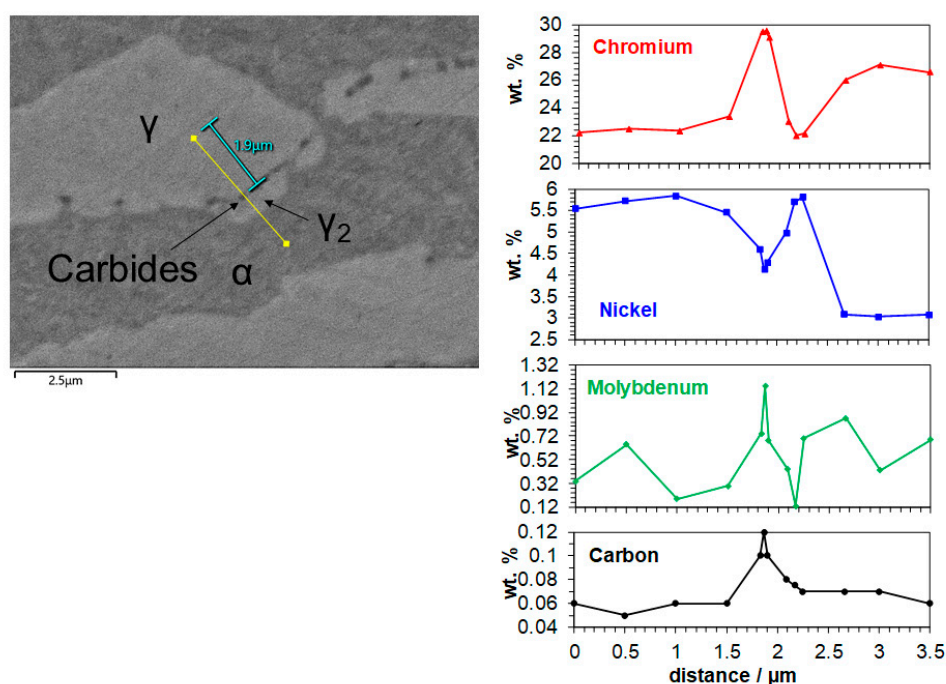 γ
1.9μm
γ2
Carbides
α
2.5μm
30
28
26
24
22
20
wt. %
Chromium
6
5.5
5
4.5
4
3.5
3
2.5
wt. %
Nickel
1.32
1.12
0.92
0.72
0.52
0.32
0.12
wt. %
Molybdenum
0.12
0.1
0.08
0.06
0.04
wt. %
Carbon
0 0.5 1 1.5 2 2.5 3 3.5
distance / μm